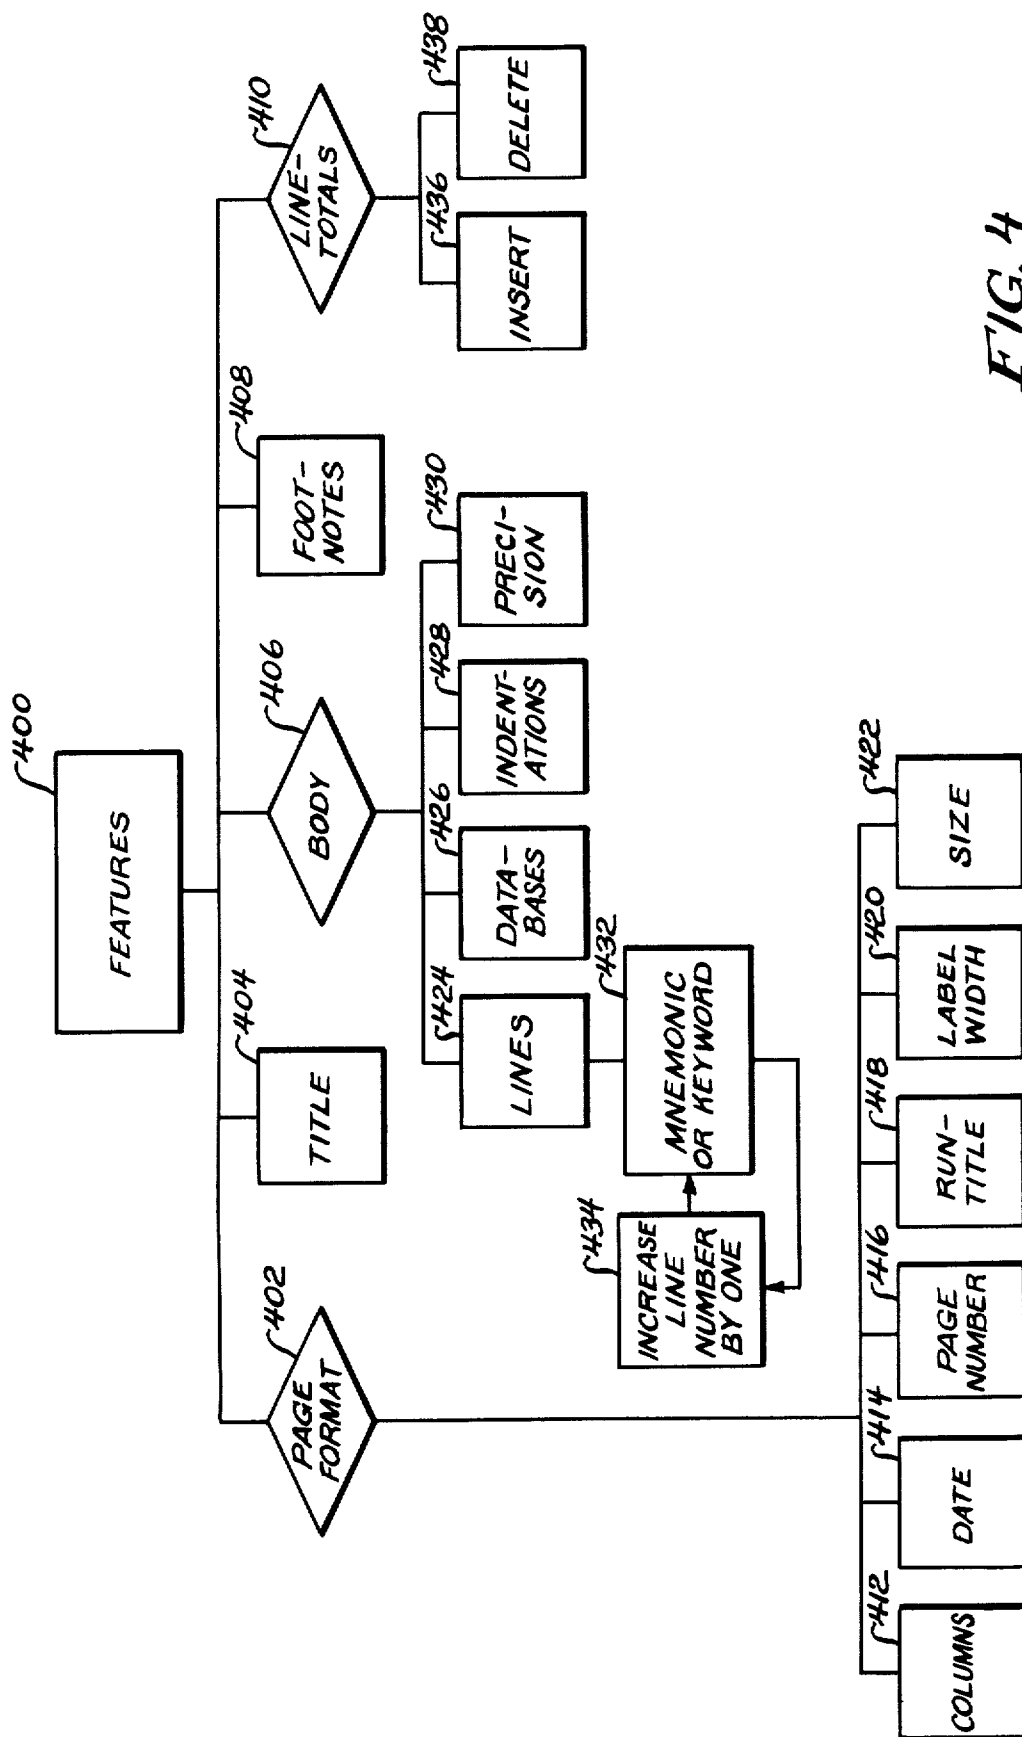 400
FEATURES
402
PAGE
FORMAT
404
TITLE
406
BODY
408
FOOT-
NOTES
410
LINE-
TOTALS
424
LINES
426
DATA-
BASES
428
INDENT-
ATIONS
430
PRECI-
SION
436
INSERT
438
DELETE
434
INCREASE
LINE
NUMBER
BY ONE
432
MNEMONIC
OR KEYWORD
412
COLUMNS
414
DATE
416
PAGE
NUMBER
418
RUN-
TITLE
420
LABEL
WIDTH
422
SIZE
FIG. 4